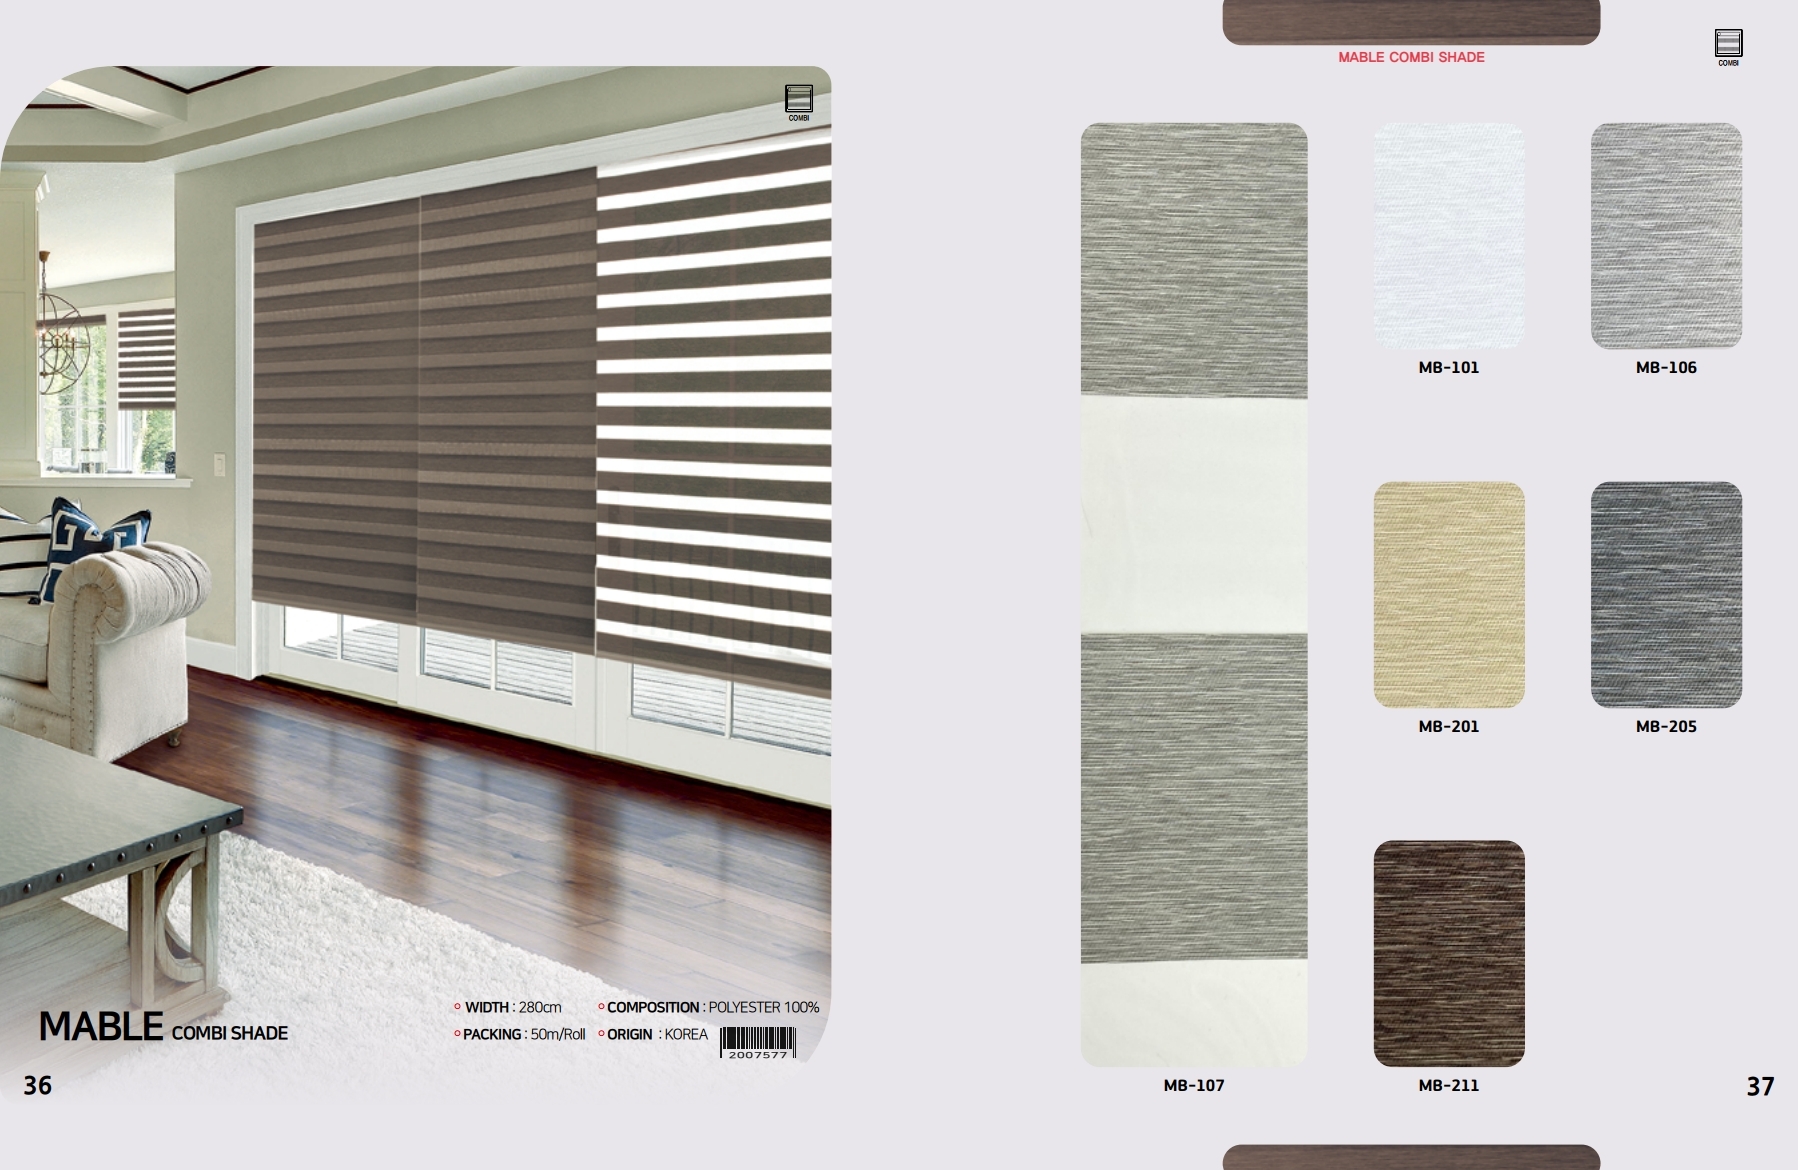 COMBI
MABLE COMBI SHADE
WIDTH : 280cm
COMPOSITION : POLYESTER 100%
PACKING : 50m/Roll
ORIGIN : KOREA
2007577
36
MABLE COMBI SHADE
COMBI
MB-101
MB-106
MB-201
MB-205
MB-107
MB-211
37